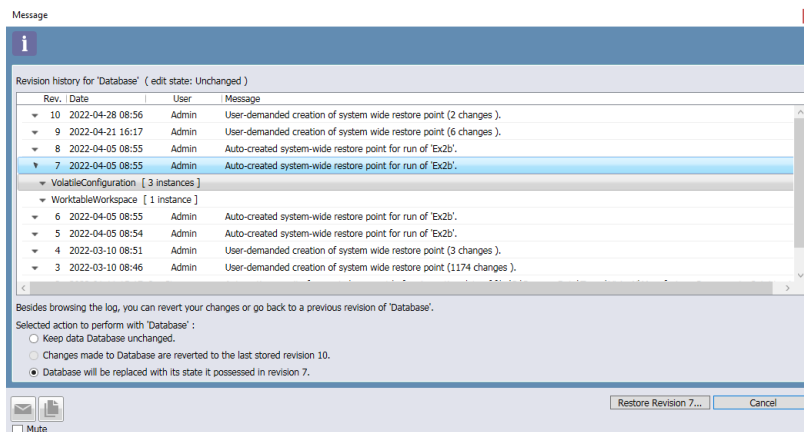 Message
Revision history for 'Database' ( edit state: Unchanged )
Rev. Date User Message
10 2022-04-28 08:56 Admin User-demanded creation of system wide restore point (2 changes ).
9 2022-04-21 16:17 Admin User-demanded creation of system wide restore point (6 changes ).
8 2022-04-05 08:55 Admin Auto-created system-wide restore point for run of 'Ex2b'.
7 2022-04-05 08:55 Admin Auto-created system-wide restore point for run of 'Ex2b'.
VolatileConfiguration [ 3 instances ]
WorktableWorkspace [ 1 instance ]
6 2022-04-05 08:55 Admin Auto-created system-wide restore point for run of 'Ex2b'.
5 2022-04-05 08:54 Admin Auto-created system-wide restore point for run of 'Ex2b'.
4 2022-03-10 08:51 Admin User-demanded creation of system wide restore point (3 changes ).
3 2022-03-10 08:46 Admin User-demanded creation of system wide restore point (1174 changes ).
Besides browsing the log, you can revert your changes or go back to a previous revision of 'Database'.
Selected action to perform with 'Database' :
Keep data Database unchanged.
Changes made to Database are reverted to the last stored revision 10.
Database will be replaced with its state it possessed in revision 7.
Restore Revision 7... Cancel
Mute